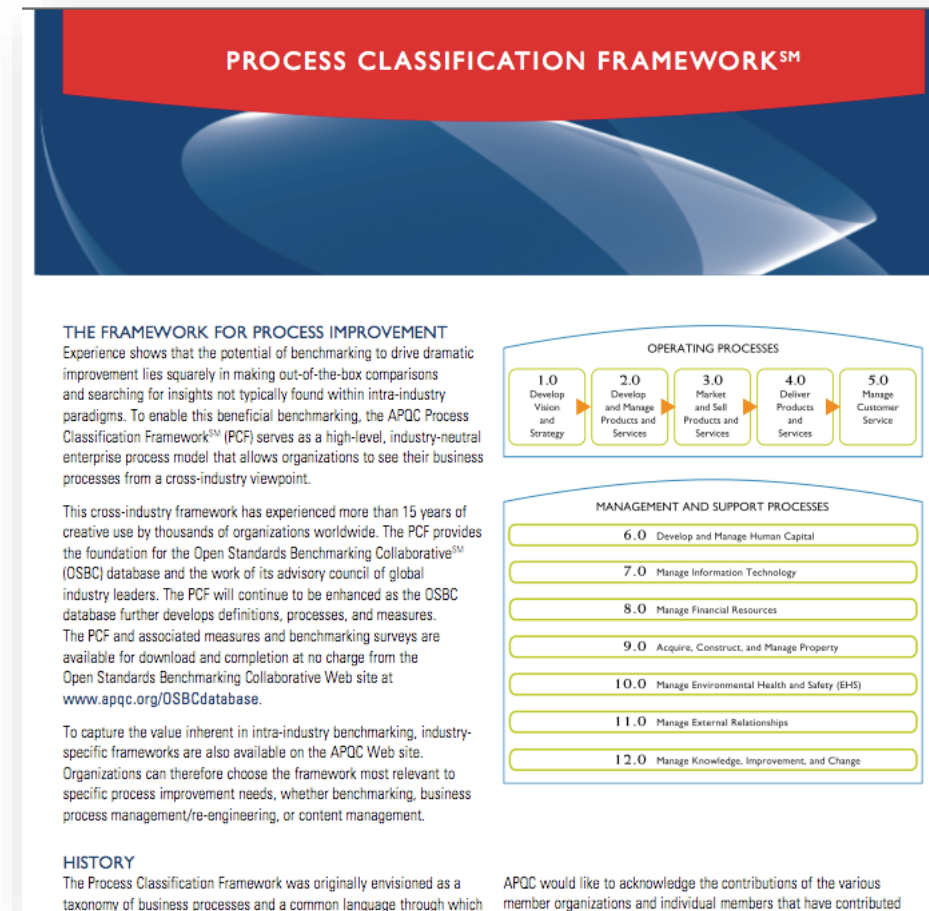 PROCESS CLASSIFICATION FRAMEWORK℠
THE FRAMEWORK FOR PROCESS IMPROVEMENT
Experience shows that the potential of benchmarking to drive dramatic
improvement lies squarely in making out-of-the-box comparisons
and searching for insights not typically found within intra-industry
paradigms. To enable this beneficial benchmarking, the APQC Process
Classification Framework℠ (PCF) serves as a high-level, industry-neutral
enterprise process model that allows organizations to see their business
processes from a cross-industry viewpoint.
This cross-industry framework has experienced more than 15 years of
creative use by thousands of organizations worldwide. The PCF provides
the foundation for the Open Standards Benchmarking Collaborative℠
(OSBC) database and the work of its advisory council of global
industry leaders. The PCF will continue to be enhanced as the OSBC
database further develops definitions, processes, and measures.
The PCF and associated measures and benchmarking surveys are
available for download and completion at no charge from the
Open Standards Benchmarking Collaborative Web site at
www.apqc.org/OSBCdatabase.
To capture the value inherent in intra-industry benchmarking, industry-
specific frameworks are also available on the APQC Web site.
Organizations can therefore choose the framework most relevant to
specific process improvement needs, whether benchmarking, business
process management/re-engineering, or content management.
OPERATING PROCESSES
1.0
Develop
Vision
and
Strategy
2.0
Develop
and Manage
Products and
Services
3.0
Market
and Sell
Products and
Services
4.0
Deliver
Products
and
Services
5.0
Manage
Customer
Service
MANAGEMENT AND SUPPORT PROCESSES
6.0 Develop and Manage Human Capital
7.0 Manage Information Technology
8.0 Manage Financial Resources
9.0 Acquire, Construct, and Manage Property
10.0 Manage Environmental Health and Safety (EHS)
11.0 Manage External Relationships
12.0 Manage Knowledge, Improvement, and Change
HISTORY
The Process Classification Framework was originally envisioned as a
taxonomy of business processes and a common language through which
APQC would like to acknowledge the contributions of the various
member organizations and individual members that have contributed